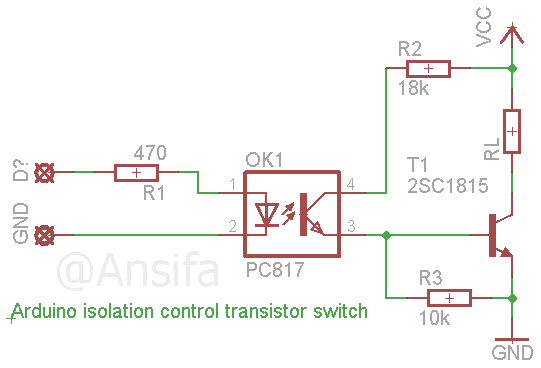 VCC
R2
18k
RL
T1
2SC1815
OK1
470
R1
D?
GND
1
2
4
3
PC817
R3
10k
GND
@Ansifa
Arduino isolation control transistor switch